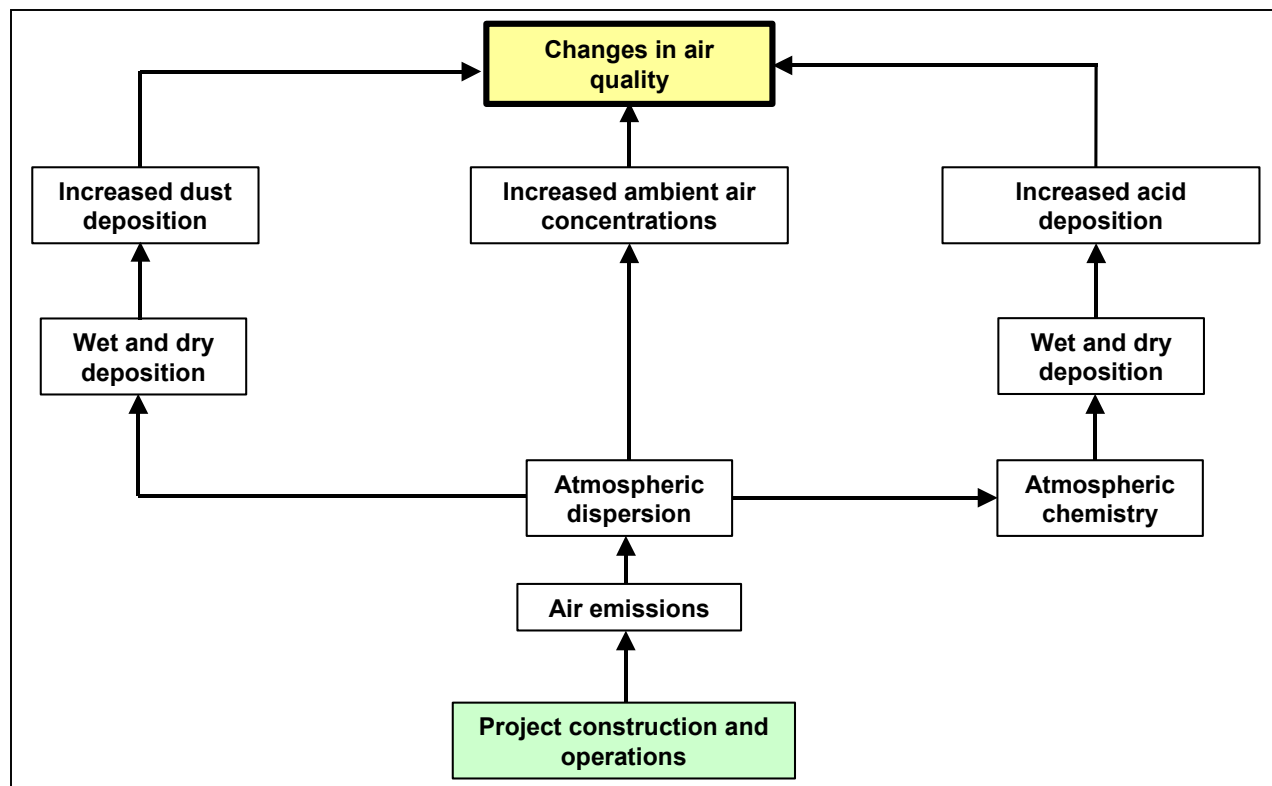 Changes in air
quality
Increased dust
deposition
Increased ambient air
concentrations
Increased acid
deposition
Wet and dry
deposition
Wet and dry
deposition
Atmospheric
dispersion
Atmospheric
chemistry
Air emissions
Project construction and
operations